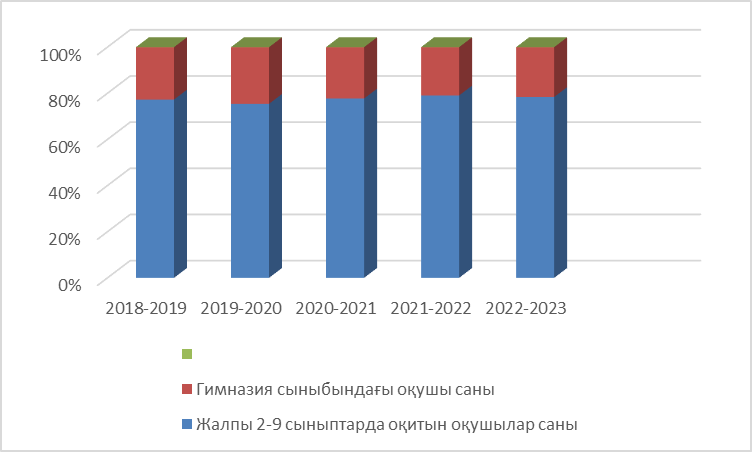 100%
80%
60%
40%
20%
0%
2018-2019 2019-2020 2020-2021 2021-2022 2022-2023
Гимназия сыныбындағы оқушы саны
Жалпы 2-9 сыныптарда оқитын оқушылар саны